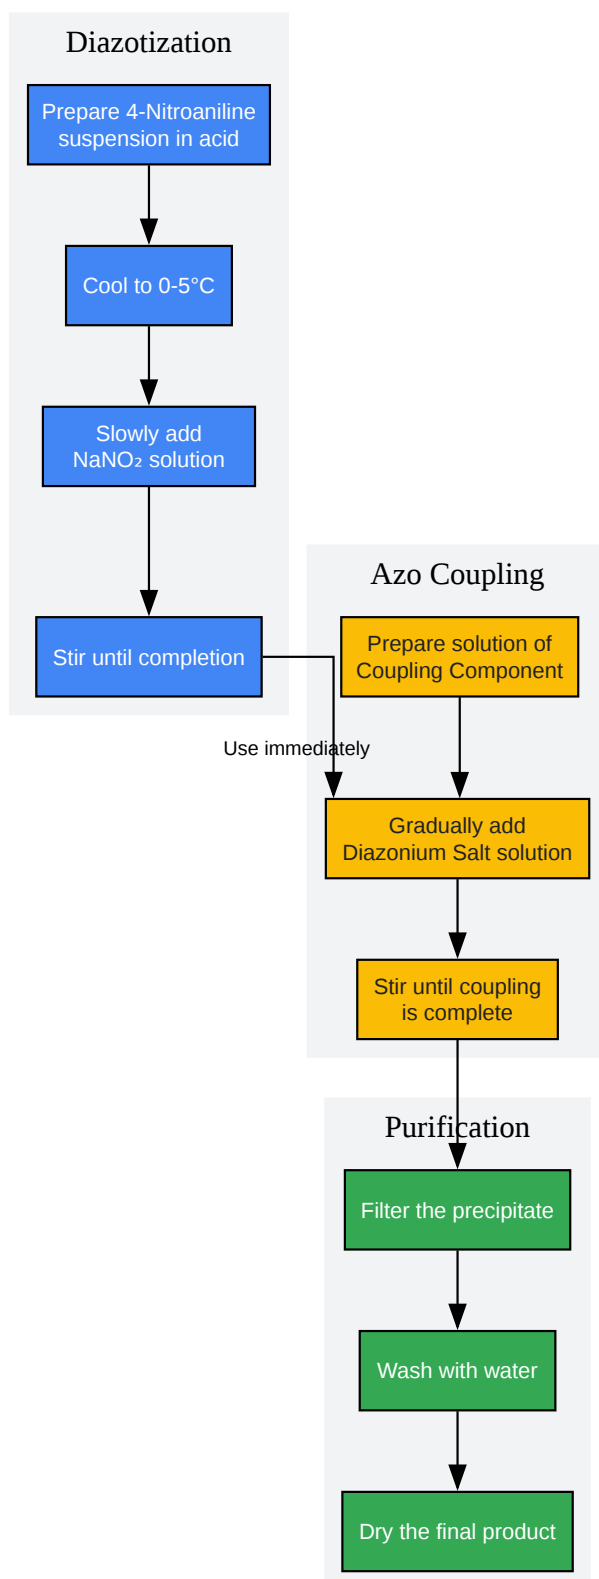 Diazotization
Prepare 4-Nitroaniline
suspension in acid
Cool to 0-5°C
Slowly add
NaNO₂ solution
Stir until completion
Use immediately
Azo Coupling
Prepare solution of
Coupling Component
Gradually add
Diazonium Salt solution
Stir until coupling
is complete
Purification
Filter the precipitate
Wash with water
Dry the final product